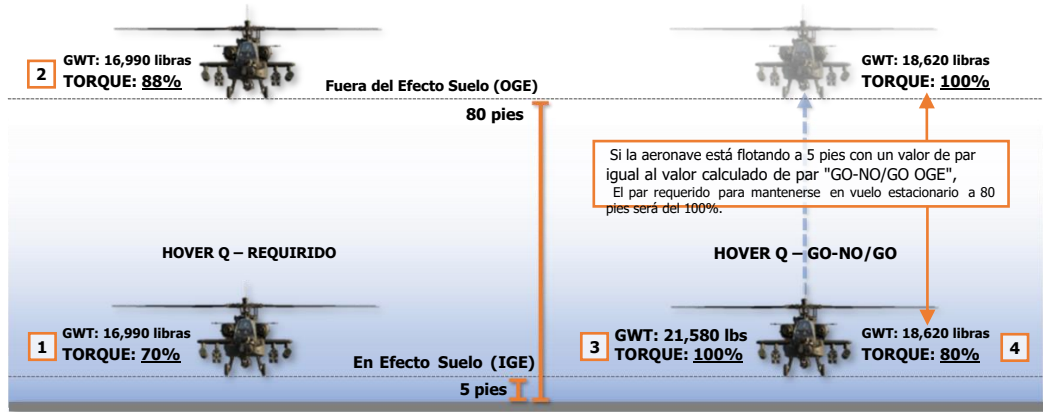 GWT: 16,990 libras
2
TORQUE: 88%
Fuera del Efecto Suelo (OGE)
80 pies
GWT: 18,620 libras
TORQUE: 100%
Si la aeronave está flotando a 5 pies con un valor de par
igual al valor calculado de par "GO-NO/GO OGE",
El par requerido para mantenerse en vuelo estacionario a 80
pies será del 100%.
HOVER Q – REQUIRIDO
HOVER Q – GO-NO/GO
GWT: 16,990 libras
1
TORQUE: 70%
En Efecto Suelo (IGE)
5 pies
GWT: 21,580 lbs
3
TORQUE: 100%
GWT: 18,620 libras
TORQUE: 80%
4